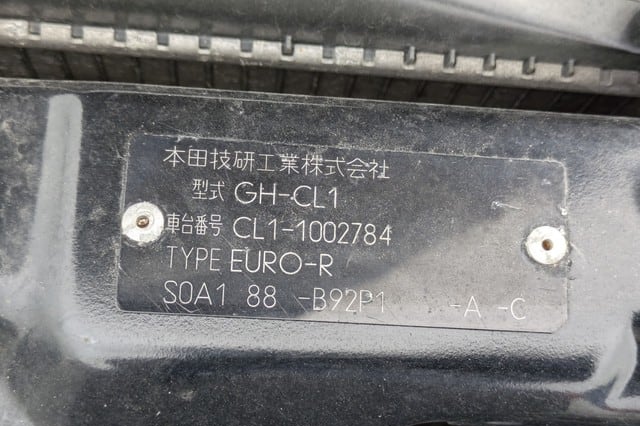 本田技研工業株式会社
型式 GH-CL1
車台番号 CL1-1002784
TYPE EURO-R
S0A1 88 -B92P1 -A -C